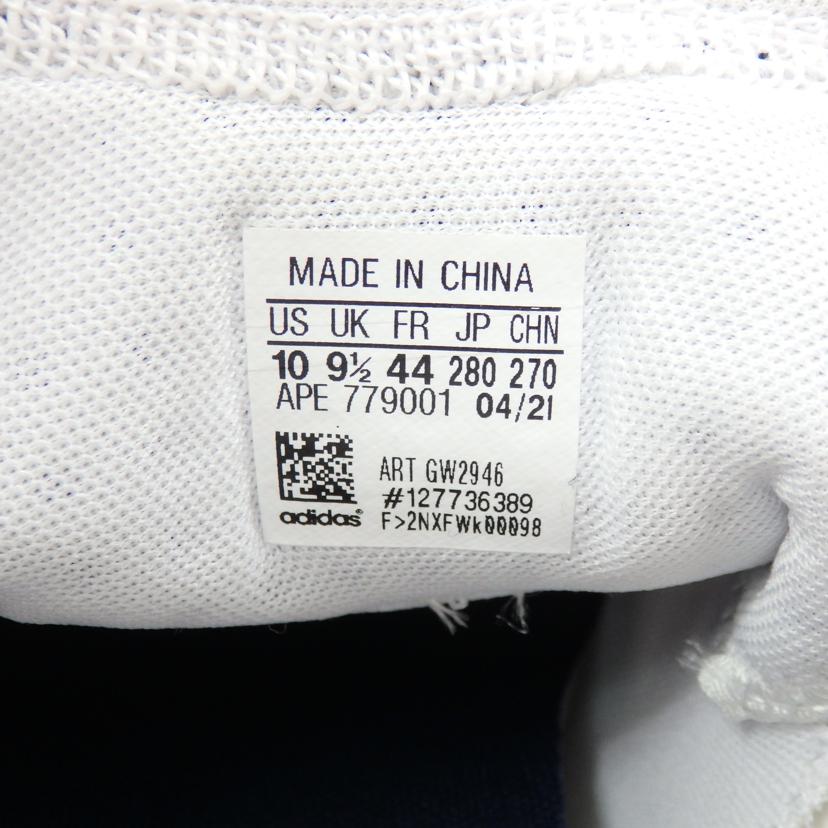 MADE IN CHINA
US UK FR JP CHN
10 9½ 44 280 270
APE 779001 04/21
ART GW2946
#127736389
adidas® F>2NXFWk00098